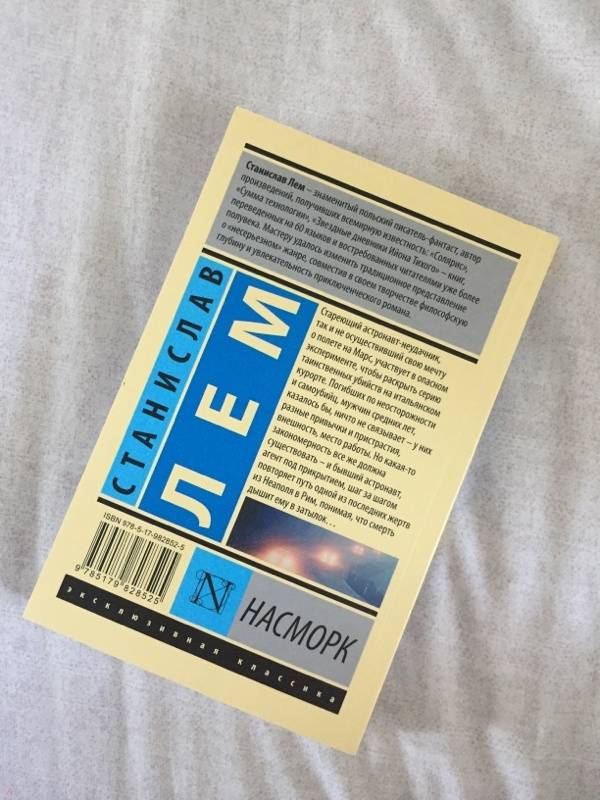 Станислав Лем – знаменитый польский писатель-фантаст, автор
произведений, получивших всемирную известность: «Солярис»,
«Сумма технологии», «Звездные дневники Ийона Тихого» – книг,
переведенных на 60 языков и востребованных читателями уже более
полувека. Мастеру удалось изменить традиционное представление
о «несерьезном» жанре, совместив в своем творчестве философскую
глубину и увлекательность приключенческого романа.
СТАНИСЛАВ
ЛЕМ
Стареющий астронавт-неудачник,
так и не осуществивший свою мечту
о полете на Марс, участвует в опасном
эксперименте, чтобы раскрыть серию
таинственных убийств на итальянском
курорте. Погибших по неосторожности
и самоубийц, мужчин средних лет,
казалось бы, ничто не связывает – у них
разные привычки и пристрастия,
внешность, место работы. Но какая-то
закономерность все же должна
существовать – и бывший астронавт,
агент под прикрытием, шаг за шагом
повторяет путь одной из последних жертв
из Неаполя в Рим, понимая, что смерть
дышит ему в затылок…
ISBN 978-5-17-982852-5
9 785179 828525
N
НАСМОРК
эксклюзивная классика